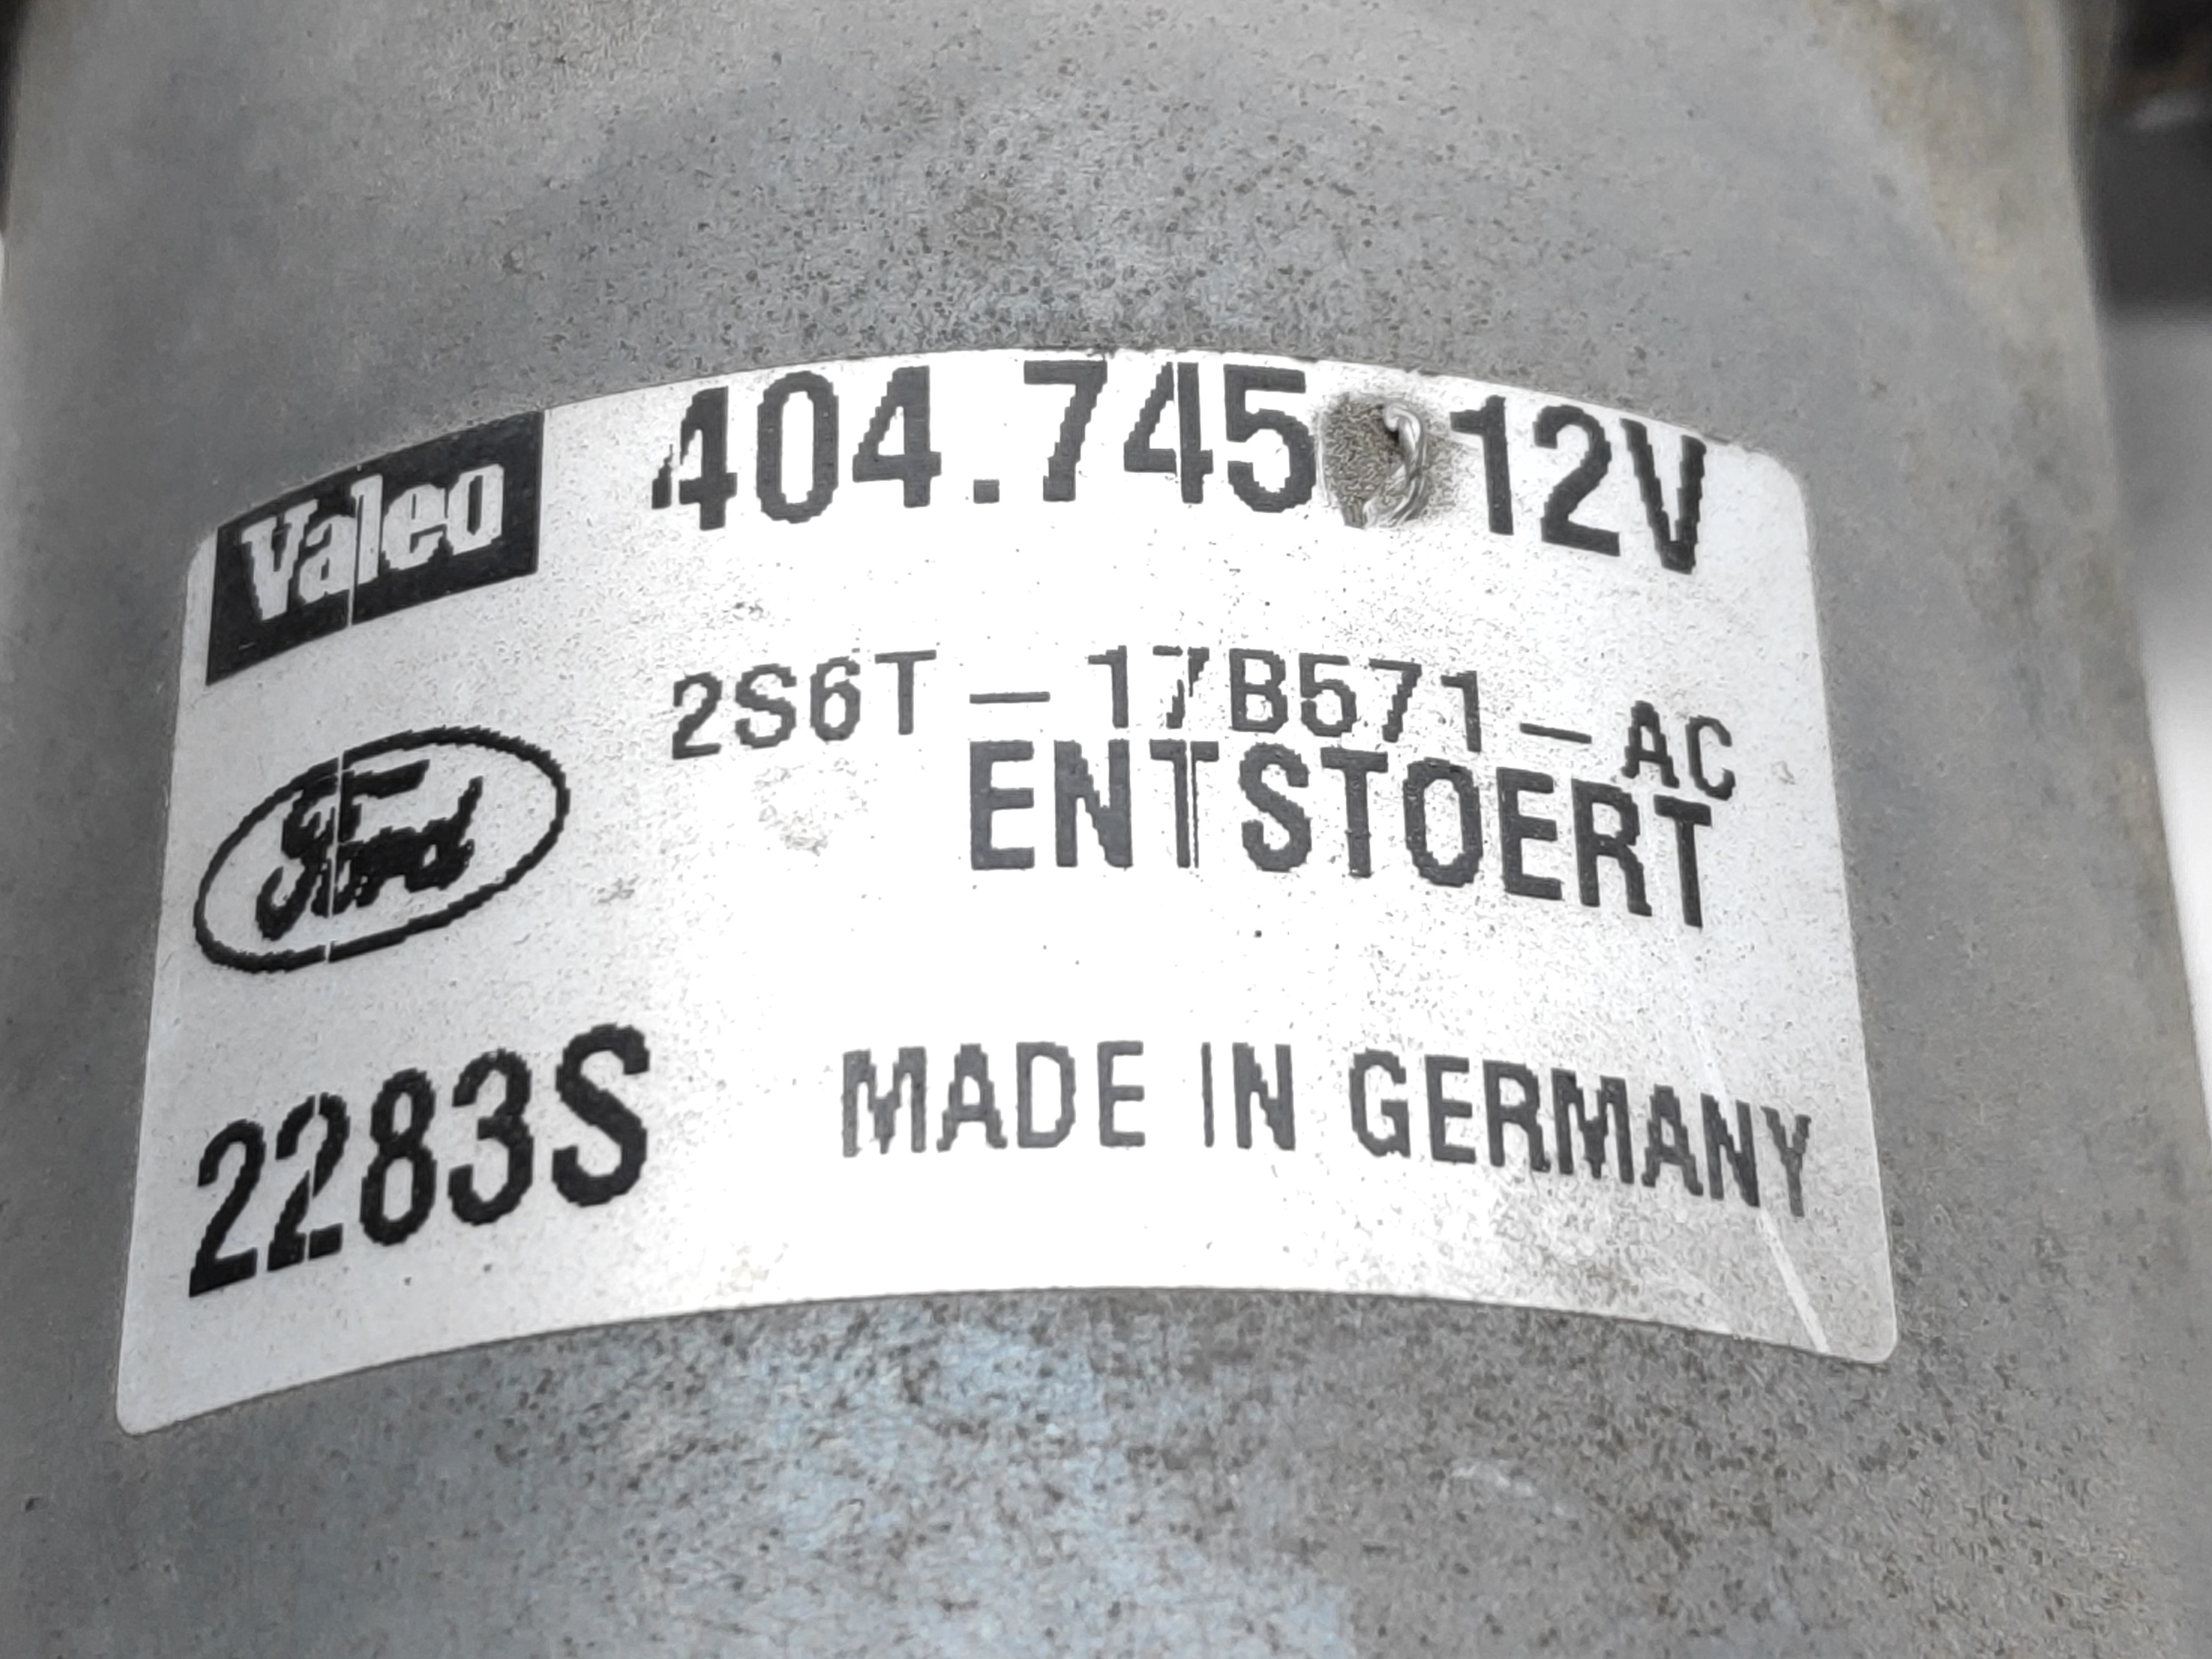 Valeo 404.745 12V
2S6T-17B571-AC
Ford ENTSTOERT
2283S MADE IN GERMANY